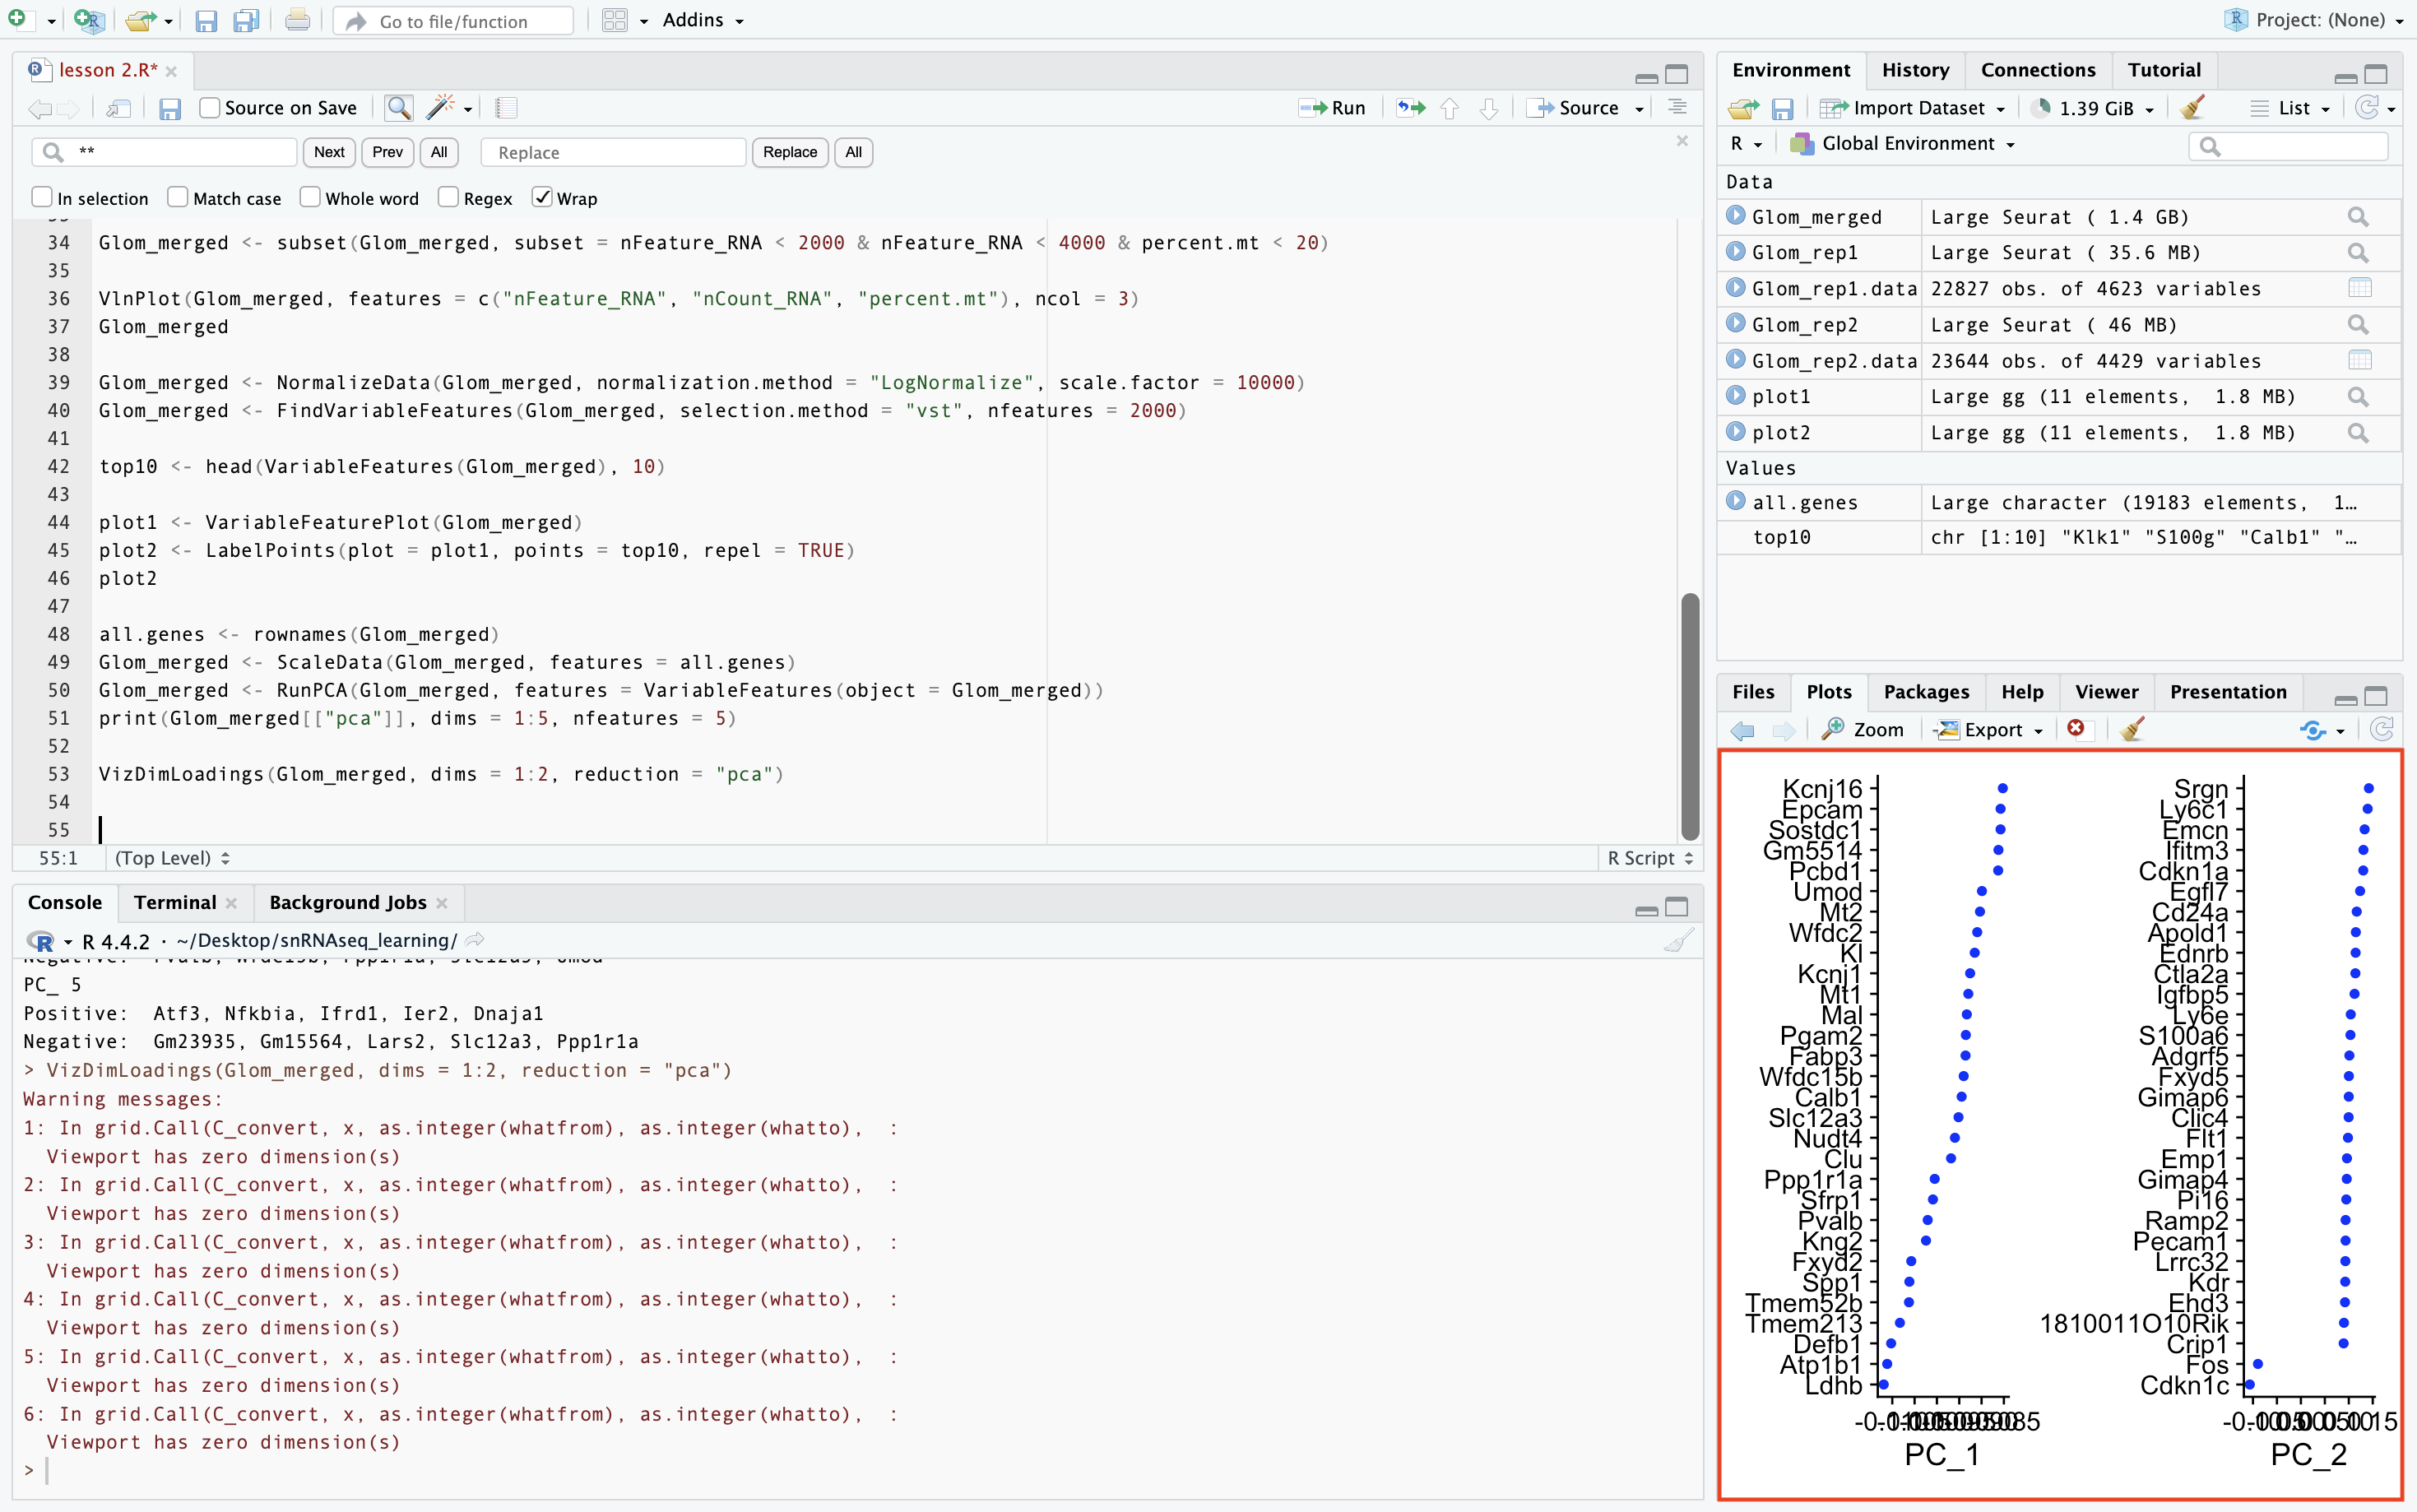 Go to file/function
Addins
Project: (None)
lesson 2.R*
Source on Save
Run
Source
**
Next
Prev
All
Replace
Replace
All
In selection
Match case
Whole word
Regex
Wrap
34 Glom_merged <- subset(Glom_merged, subset = nFeature_RNA < 2000 & nFeature_RNA < 4000 & percent.mt < 20)
35
36 VlnPlot(Glom_merged, features = c("nFeature_RNA", "nCount_RNA", "percent.mt"), ncol = 3)
37 Glom_merged
38
39 Glom_merged <- NormalizeData(Glom_merged, normalization.method = "LogNormalize", scale.factor = 10000)
40 Glom_merged <- FindVariableFeatures(Glom_merged, selection.method = "vst", nfeatures = 2000)
41
42 top10 <- head(VariableFeatures(Glom_merged), 10)
43
44 plot1 <- VariableFeaturePlot(Glom_merged)
45 plot2 <- LabelPoints(plot = plot1, points = top10, repel = TRUE)
46 plot2
47
48 all.genes <- rownames(Glom_merged)
49 Glom_merged <- ScaleData(Glom_merged, features = all.genes)
50 Glom_merged <- RunPCA(Glom_merged, features = VariableFeatures(object = Glom_merged))
51 print(Glom_merged[["pca"]], dims = 1:5, nfeatures = 5)
52
53 VizDimLoadings(Glom_merged, dims = 1:2, reduction = "pca")
54
55
55:1 (Top Level)
R Script
Console
Terminal
Background Jobs
R 4.4.2 · ~/Desktop/snRNAseq_learning/
PC_ 5
Positive:  Atf3, Nfkbia, Ifrd1, Ier2, Dnaja1
Negative:  Gm23935, Gm15564, Lars2, Slc12a3, Ppp1r1a
> VizDimLoadings(Glom_merged, dims = 1:2, reduction = "pca")
Warning messages:
1: In grid.Call(C_convert, x, as.integer(whatfrom), as.integer(whatto),  :
  Viewport has zero dimension(s)
2: In grid.Call(C_convert, x, as.integer(whatfrom), as.integer(whatto),  :
  Viewport has zero dimension(s)
3: In grid.Call(C_convert, x, as.integer(whatfrom), as.integer(whatto),  :
  Viewport has zero dimension(s)
4: In grid.Call(C_convert, x, as.integer(whatfrom), as.integer(whatto),  :
  Viewport has zero dimension(s)
5: In grid.Call(C_convert, x, as.integer(whatfrom), as.integer(whatto),  :
  Viewport has zero dimension(s)
6: In grid.Call(C_convert, x, as.integer(whatfrom), as.integer(whatto),  :
  Viewport has zero dimension(s)
>
Environment
History
Connections
Tutorial
Import Dataset
1.39 GiB
List
R
Global Environment
Data
Glom_merged Large Seurat ( 1.4 GB)
Glom_rep1 Large Seurat ( 35.6 MB)
Glom_rep1.data 22827 obs. of 4623 variables
Glom_rep2 Large Seurat ( 46 MB)
Glom_rep2.data 23644 obs. of 4429 variables
plot1 Large gg (11 elements,  1.8 MB)
plot2 Large gg (11 elements,  1.8 MB)
Values
all.genes Large character (19183 elements,  1…
top10 chr [1:10] "Klk1" "S100g" "Calb1" "…
Files
Plots
Packages
Help
Viewer
Presentation
Zoom
Export
Kcnj16
Epcam
Sostdc1
Gm5514
Pcbd1
Umod
Mt2
Wfdc2
Kl
Kcnj1
Mt1
Mal
Pgam2
Fabp3
Wfdc15b
Calb1
Slc12a3
Nudt4
Clu
Ppp1r1a
Sfrp1
Pvalb
Kng2
Fxyd2
Spp1
Tmem52b
Tmem213
Defb1
Atp1b1
Ldhb
PC_1
Srgn
Ly6c1
Emcn
Ifitm3
Cdkn1a
Egfl7
Cd24a
Apold1
Ednrb
Ctla2a
Igfbp5
Ly6e
S100a6
Adgrf5
Fxyd5
Gimap6
Clic4
Flt1
Emp1
Gimap4
Pi16
Ramp2
Pecam1
Lrrc32
Kdr
Ehd3
1810011O10Rik
Crip1
Fos
Cdkn1c
PC_2